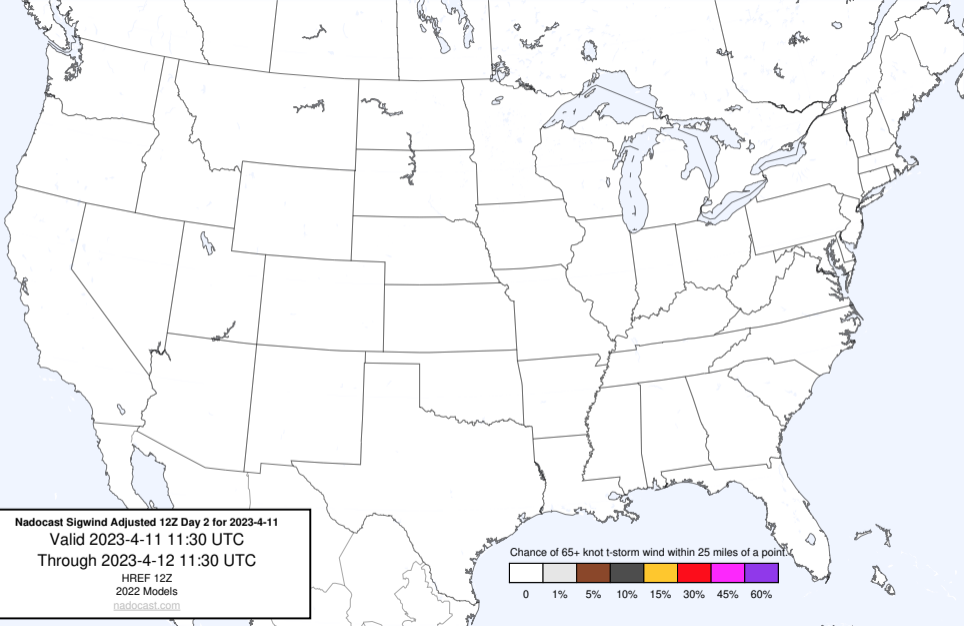 Nadocast Sigwind Adjusted 12Z Day 2 for 2023-4-11
Valid 2023-4-11 11:30 UTC
Through 2023-4-12 11:30 UTC
HREF 12Z
2022 Models
nadocast.com
Chance of 65+ knot t-storm wind within 25 miles of a point.
0 1% 5% 10% 15% 30% 45% 60%